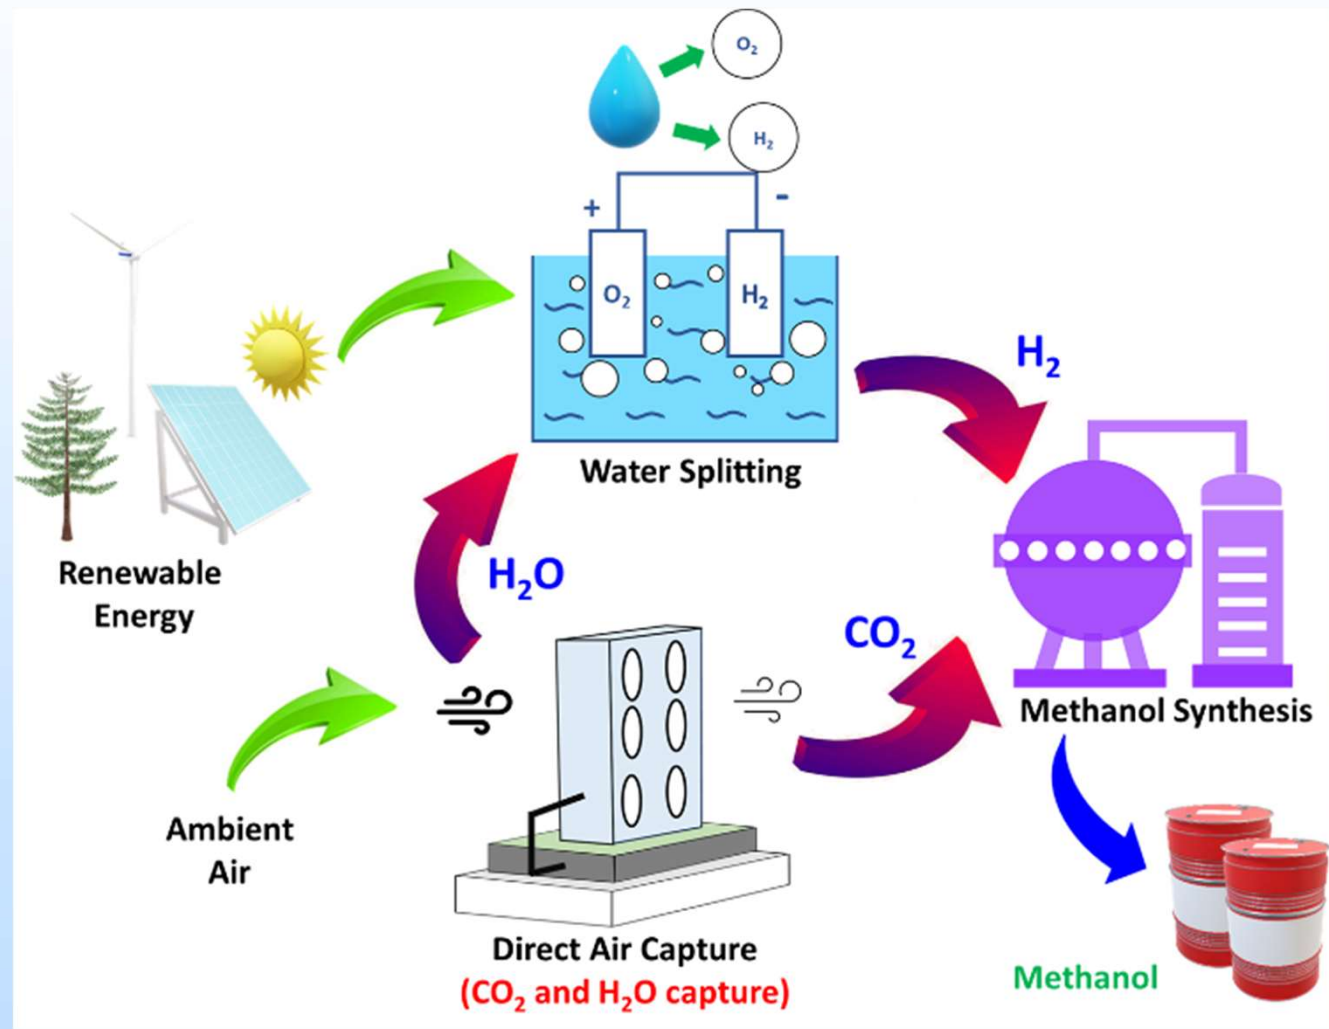 O₂
H₂
+
-
O₂
H₂
H₂
Water Splitting
Renewable
Energy
H₂O
CO₂
Methanol Synthesis
Ambient
Air
Direct Air Capture
(CO₂ and H₂O capture)
Methanol